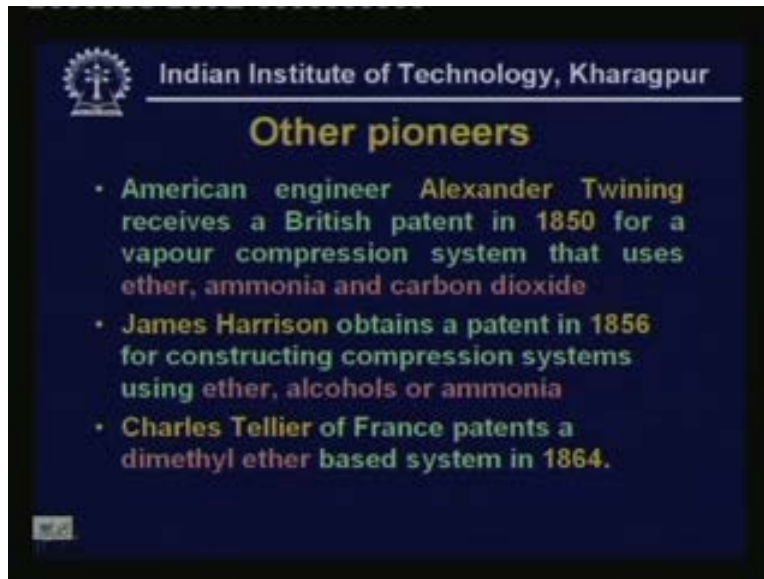 Indian Institute of Technology, Kharagpur
Other pioneers
• American engineer Alexander Twining
receives a British patent in 1850 for a
vapour compression system that uses
ether, ammonia and carbon dioxide
• James Harrison obtains a patent in 1856
for constructing compression systems
using ether, alcohols or ammonia
• Charles Tellier of France patents a
dimethyl ether based system in 1864.